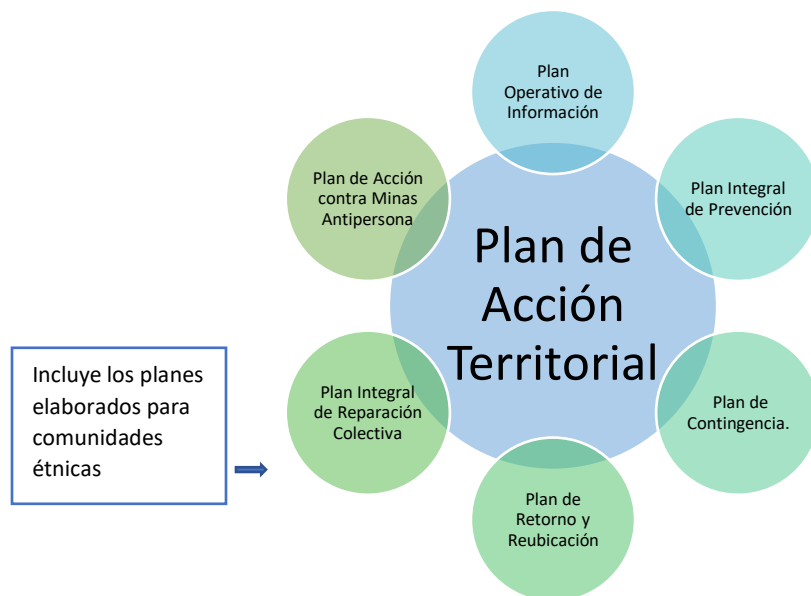 Plan
Operativo de
Información
Plan de Acción
contra Minas
Antipersona
Plan Integral
de Prevención
Plan de
Acción
Territorial
Incluye los planes
elaborados para
comunidades
étnicas
Plan Integral
de Reparación
Colectiva
Plan de
Contingencia.
Plan de
Retorno y
Reubicación